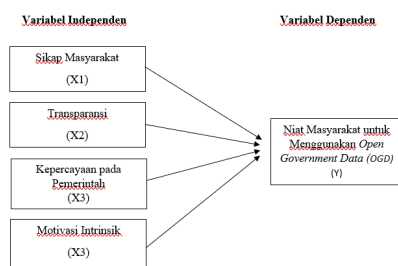 Variabel Independen
Variabel Dependen
Sikap Masyarakat
(X1)
Transparansi
(X2)
Kepercayaan pada
Pemerintah
(X3)
Motivasi Intrinsik
(X3)
Niat Masyarakat untuk
Menggunakan Open
Government Data (OGD)
(Y)